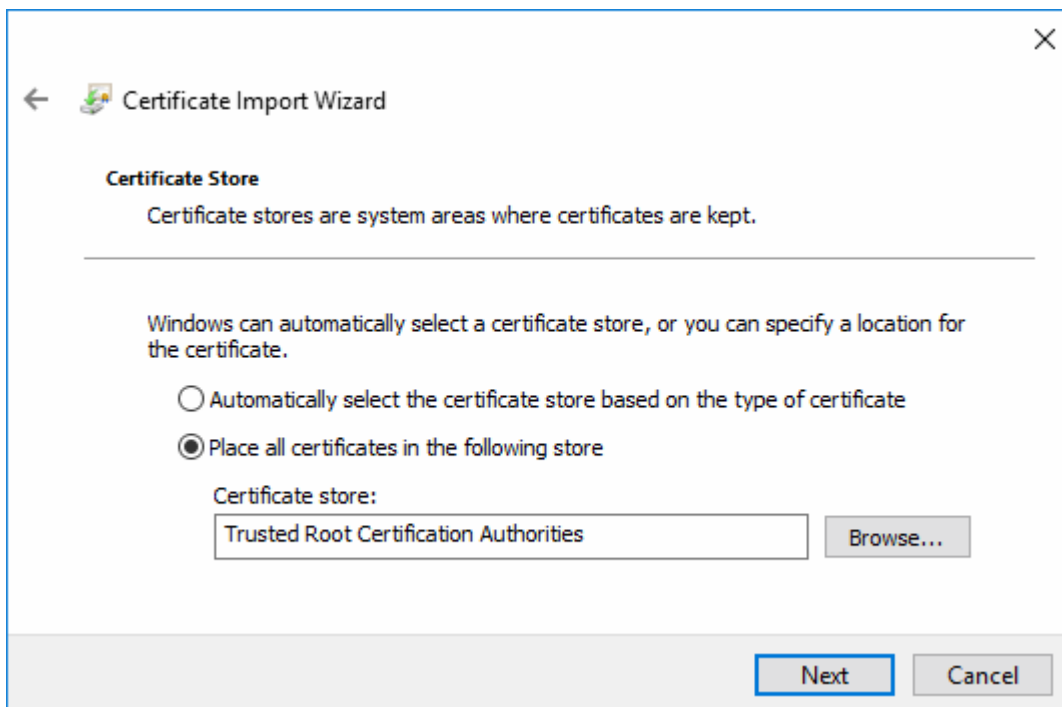 Certificate Import Wizard
Certificate Store
Certificate stores are system areas where certificates are kept.
Windows can automatically select a certificate store, or you can specify a location for
the certificate.
Automatically select the certificate store based on the type of certificate
Place all certificates in the following store
Certificate store:
Trusted Root Certification Authorities
Browse...
Next
Cancel